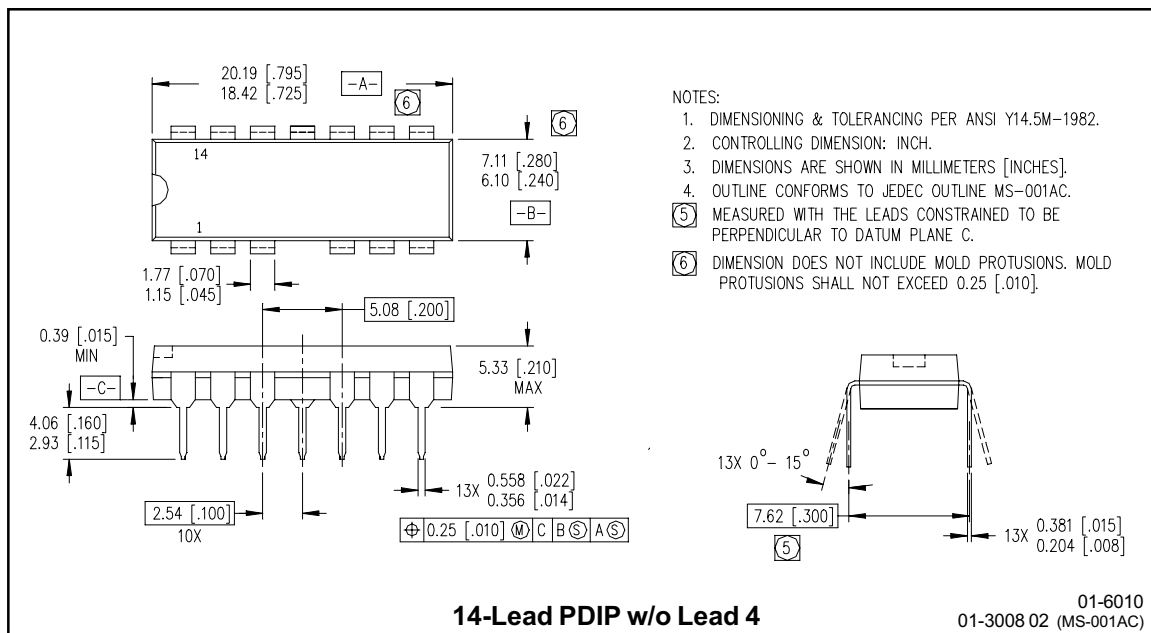 20.19 [.795]
18.42 [.725]
-A-
6
6
14
1
7.11 [.280]
6.10 [.240]
-B-
NOTES:
1. DIMENSIONING & TOLERANCING PER ANSI Y14.5M-1982.
2. CONTROLLING DIMENSION: INCH.
3. DIMENSIONS ARE SHOWN IN MILLIMETERS [INCHES].
4. OUTLINE CONFORMS TO JEDEC OUTLINE MS-001AC.
5 MEASURED WITH THE LEADS CONSTRAINED TO BE
PERPENDICULAR TO DATUM PLANE C.
6 DIMENSION DOES NOT INCLUDE MOLD PROTUSIONS. MOLD
PROTUSIONS SHALL NOT EXCEED 0.25 [.010].
1.77 [.070]
1.15 [.045]
5.08 [.200]
0.39 [.015]
MIN
-C-
5.33 [.210]
MAX
4.06 [.160]
2.93 [.115]
13X 0.558 [.022]
0.356 [.014]
2.54 [.100]
10X
⌖ 0.25 [.010] Ⓜ C B Ⓢ A Ⓢ
13X 0° - 15°
7.62 [.300]
5
13X 0.381 [.015]
0.204 [.008]
14-Lead PDIP w/o Lead 4
01-6010
01-3008 02 (MS-001AC)